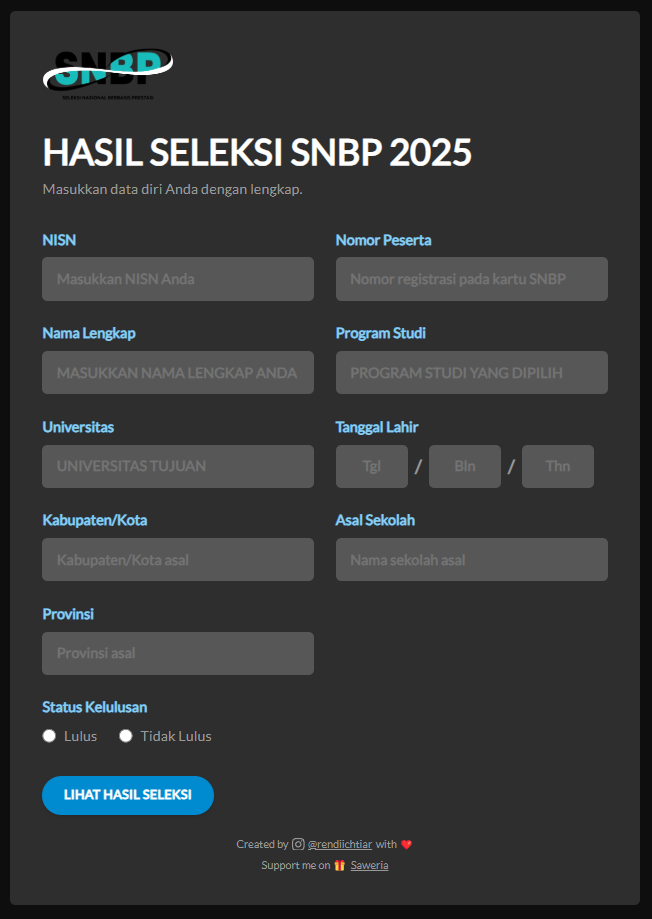 SNBP
SELEKSI NASIONAL BERBASIS PRESTASI
HASIL SELEKSI SNBP 2025
Masukkan data diri Anda dengan lengkap.
NISN
Nomor Peserta
Masukkan NISN Anda
Nomor registrasi pada kartu SNBP
Nama Lengkap
Program Studi
MASUKKAN NAMA LENGKAP ANDA
PROGRAM STUDI YANG DIPILIH
Universitas
Tanggal Lahir
UNIVERSITAS TUJUAN
Tgl / Bln / Thn
Kabupaten/Kota
Asal Sekolah
Kabupaten/Kota asal
Nama sekolah asal
Provinsi
Provinsi asal
Status Kelulusan
Lulus
Tidak Lulus
LIHAT HASIL SELEKSI
Created by @rendiichtiar with ❤️
Support me on 🎁 Saweria